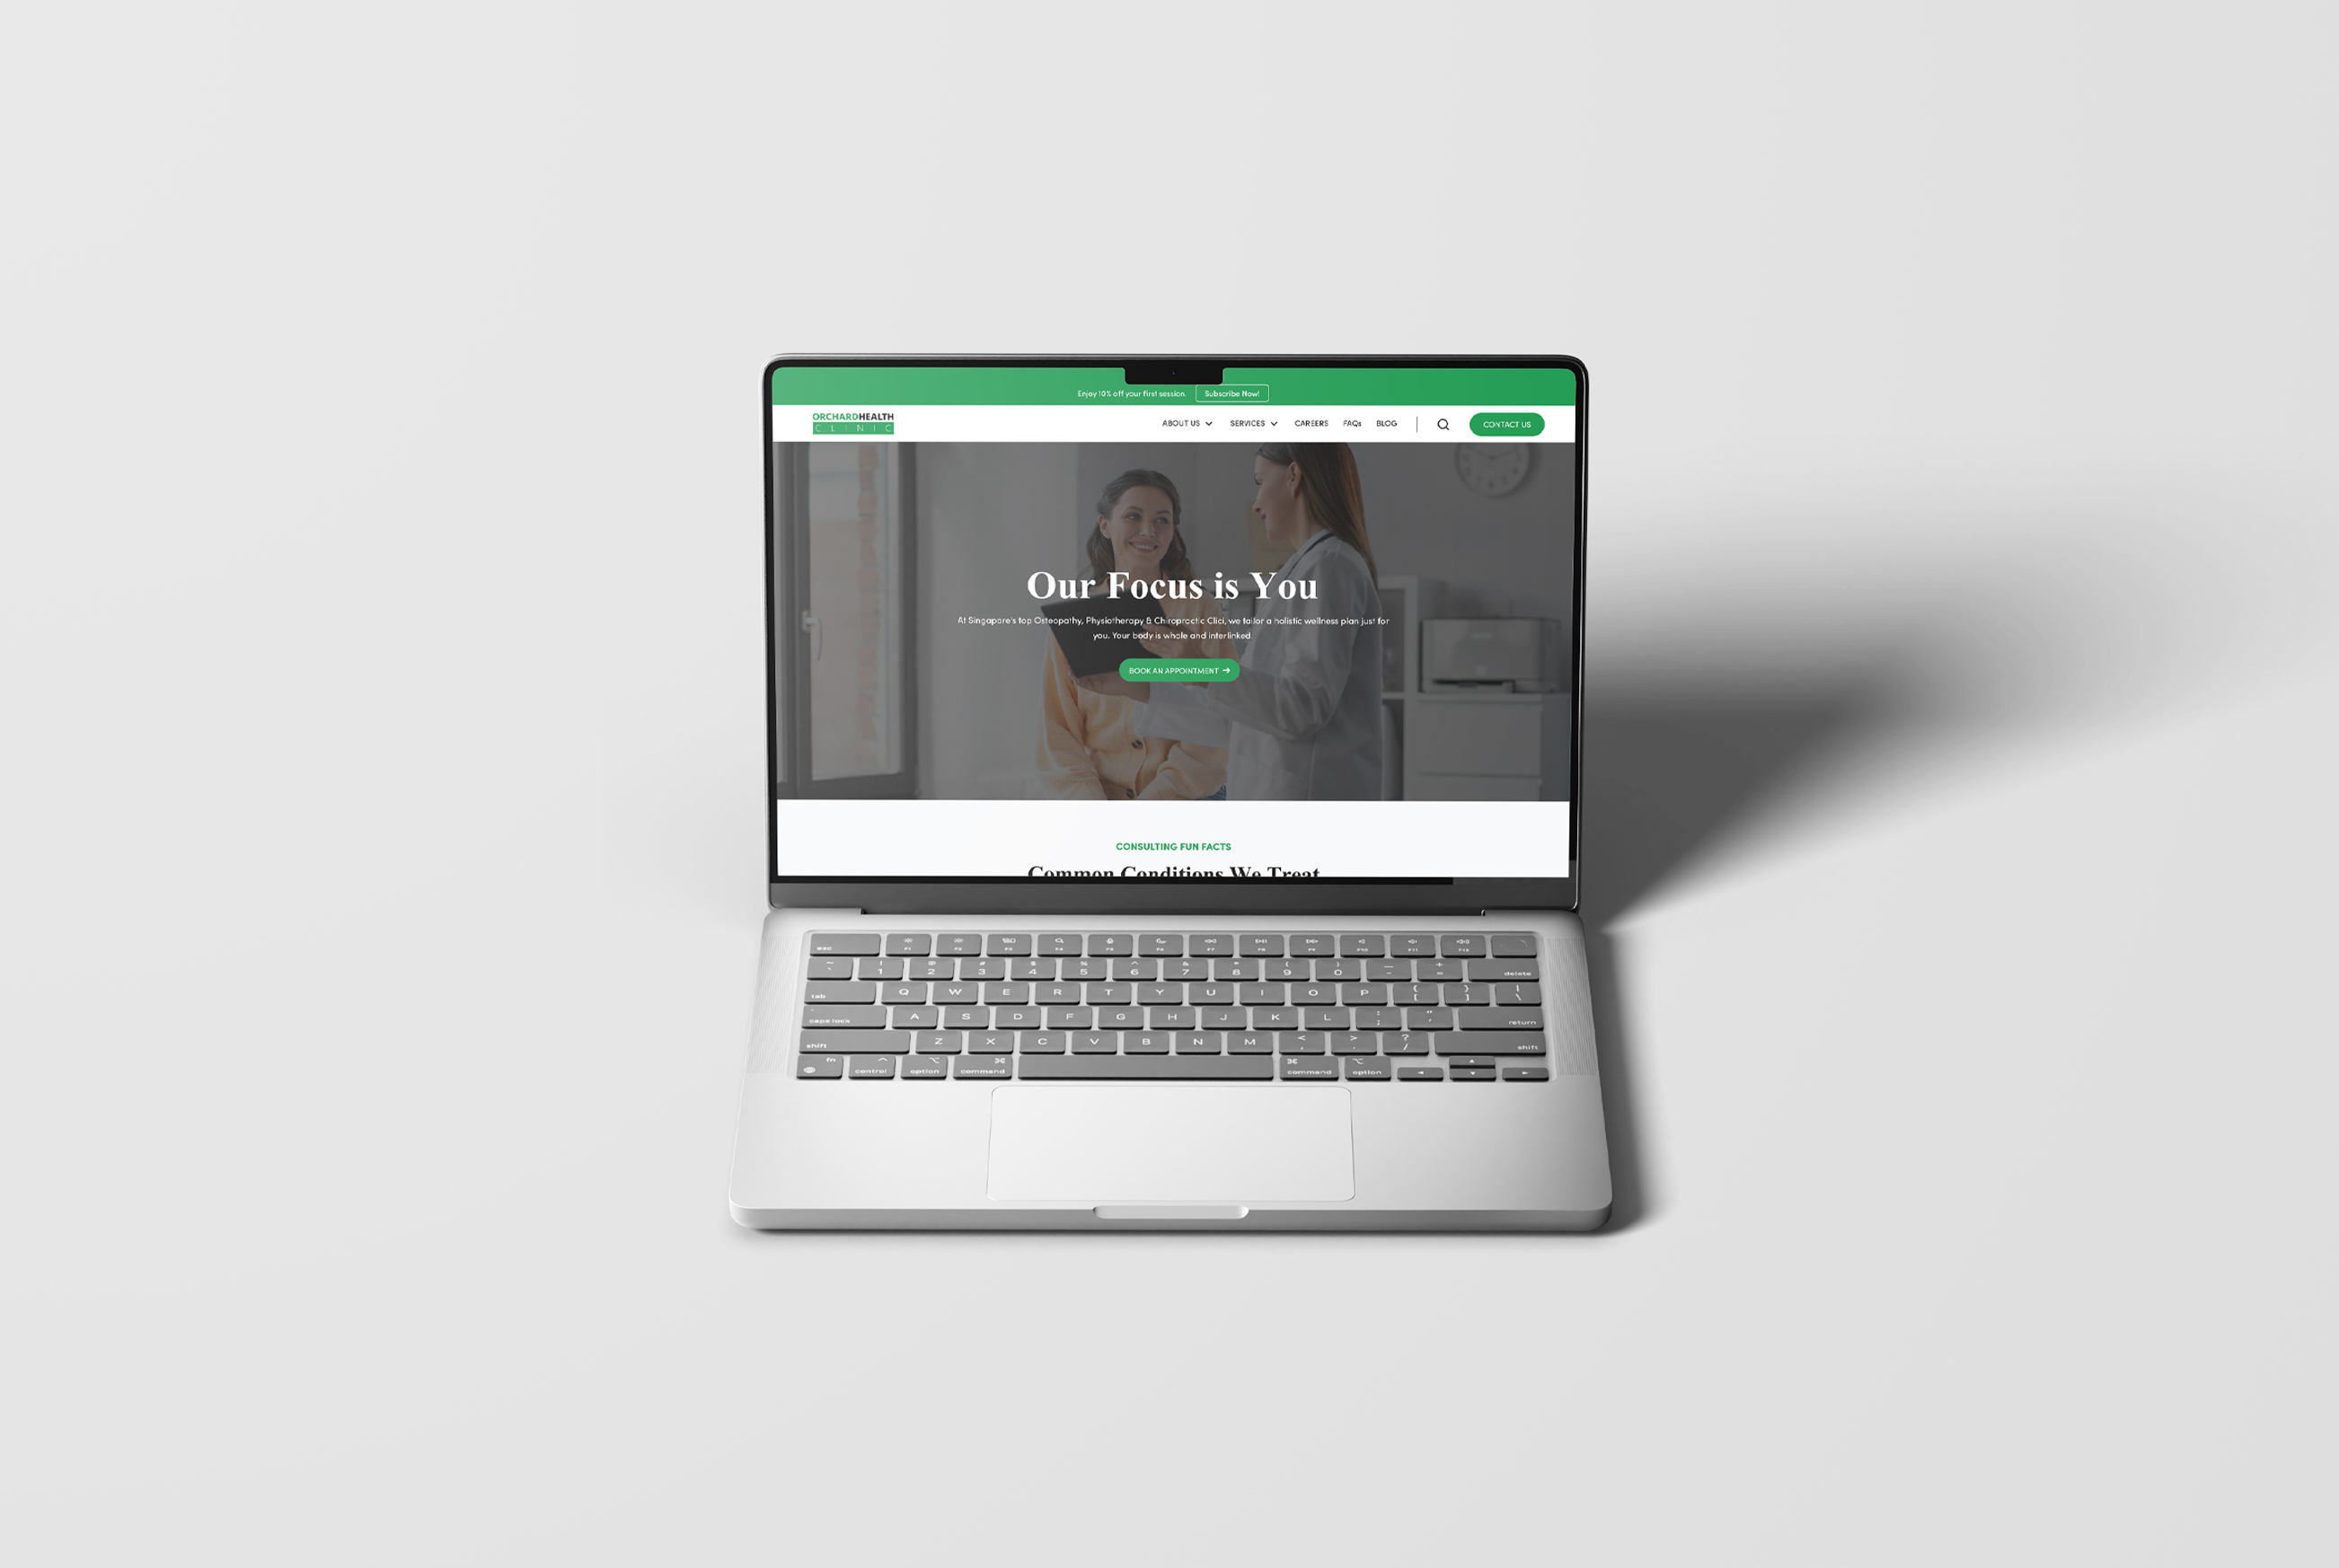 Enjoy 10% off your first session. Subscribe Now!
ORCHARDHEALTH
CLINIC
ABOUT US SERVICES CAREERS FAQs BLOG CONTACT US
Our Focus is You
At Singapore's top Osteopathy, Physiotherapy & Chiropractic Clici, we tailor a holistic wellness plan just for
you. Your body is whole and interlinked.
BOOK AN APPOINTMENT →
CONSULTING FUN FACTS
Common Conditions We Treat
esc F1 F2 F3 F4 F5 F6 F7 F8 F9 F10 F11 F12
~ ! @ # $ % ^ & * ( ) — +
` 1 2 3 4 5 6 7 8 9 0 - = delete
tab Q W E R T Y U I O P { [ } ] | \
caps lock A S D F G H J K L : ; " ' return
shift Z X C V B N M < , > . ? / shift
fn control option command command option